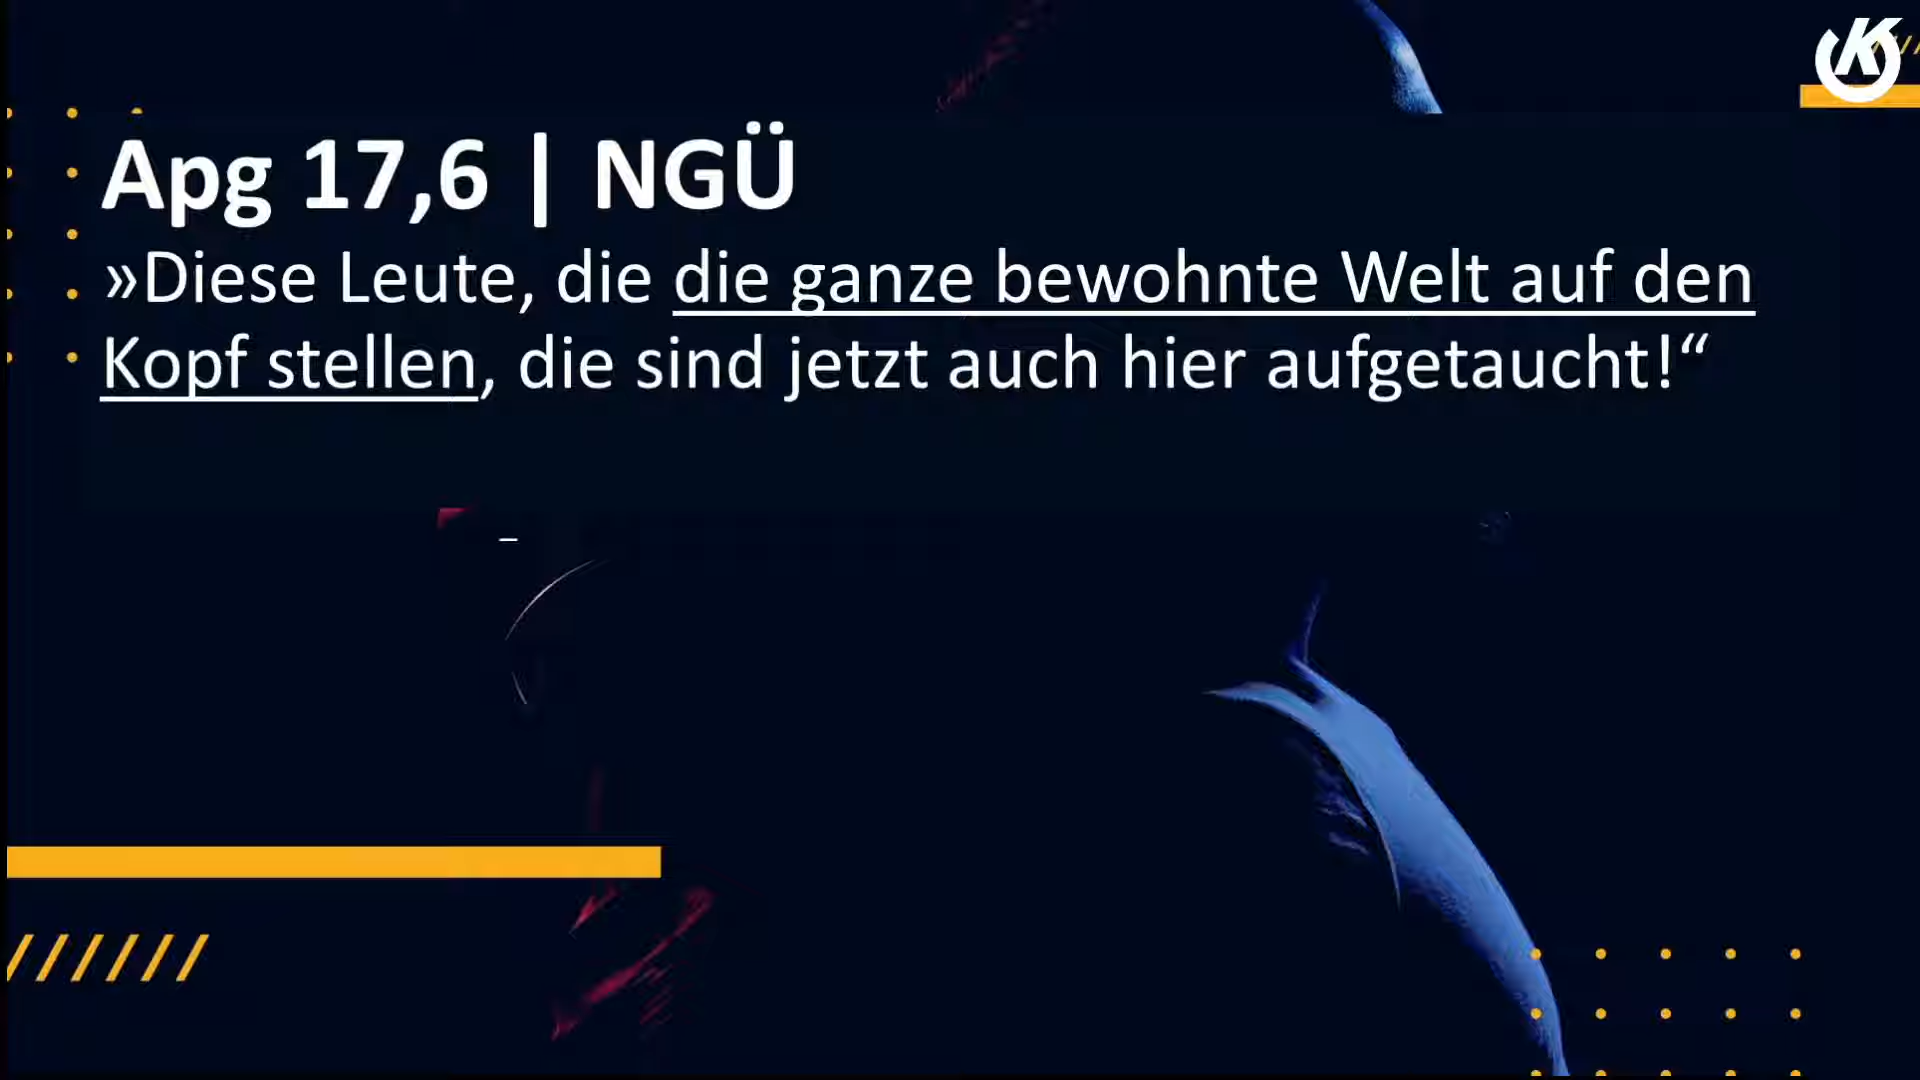 K
Apg 17,6 | NGÜ
»Diese Leute, die die ganze bewohnte Welt auf den
Kopf stellen, die sind jetzt auch hier aufgetaucht!“